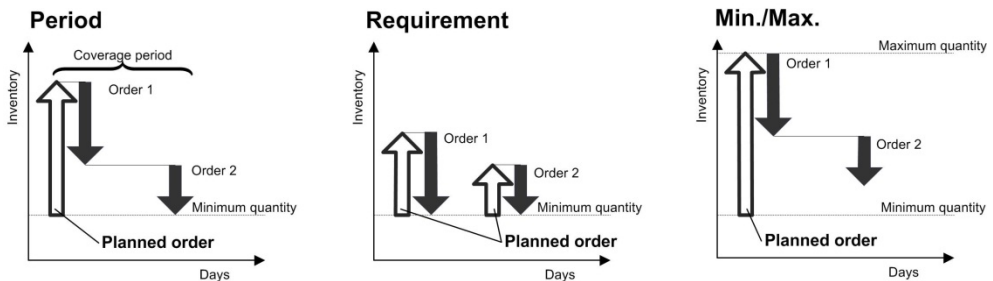 Period
Inventory
Coverage period
Order 1
Order 2
Minimum quantity
Planned order
Days
Requirement
Inventory
Order 1
Order 2
Minimum quantity
Planned order
Days
Min./Max.
Inventory
Maximum quantity
Order 1
Order 2
Minimum quantity
Planned order
Days